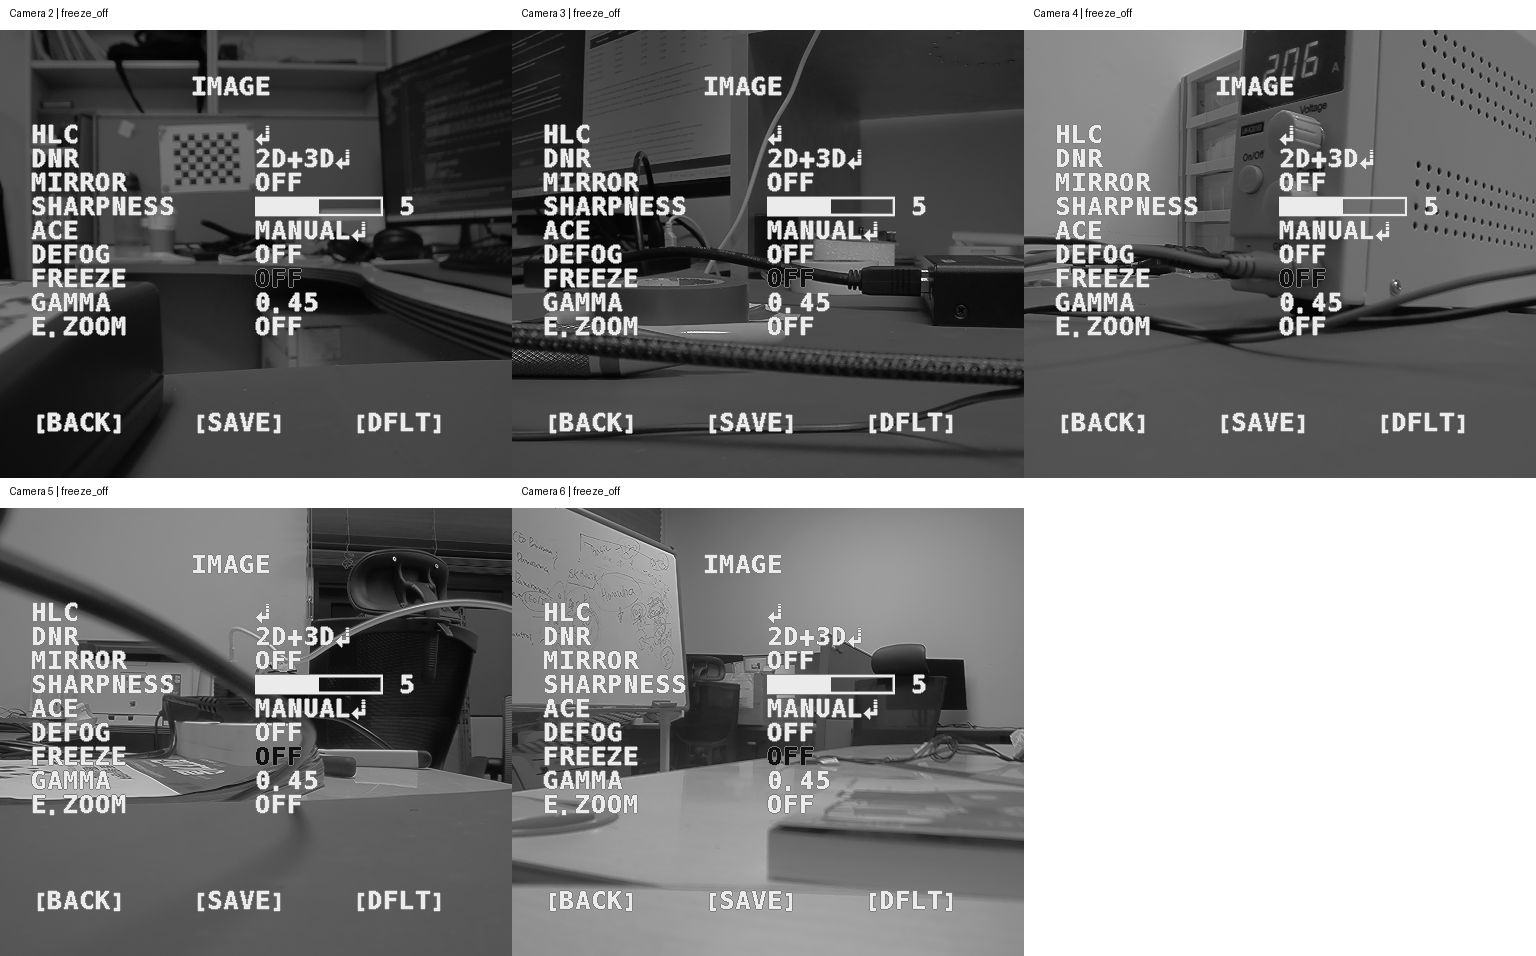 Camera 2 | freeze_off
IMAGE
HLC ↲
DNR 2D+3D↲
MIRROR OFF
SHARPNESS 5
ACE MANUAL↲
DEFOG OFF
FREEZE OFF
GAMMA 0.45
E.ZOOM OFF
[BACK] [SAVE] [DFLT]
Camera 3 | freeze_off
IMAGE
HLC ↲
DNR 2D+3D↲
MIRROR OFF
SHARPNESS 5
ACE MANUAL↲
DEFOG OFF
FREEZE OFF
GAMMA 0.45
E.ZOOM OFF
[BACK] [SAVE] [DFLT]
Camera 4 | freeze_off
206 A
Voltage
On/Off
IMAGE
HLC ↲
DNR 2D+3D↲
MIRROR OFF
SHARPNESS 5
ACE MANUAL↲
DEFOG OFF
FREEZE OFF
GAMMA 0.45
E.ZOOM OFF
[BACK] [SAVE] [DFLT]
Camera 5 | freeze_off
IMAGE
HLC ↲
DNR 2D+3D↲
MIRROR OFF
SHARPNESS 5
ACE MANUAL↲
DEFOG OFF
FREEZE OFF
GAMMA 0.45
E.ZOOM OFF
[BACK] [SAVE] [DFLT]
Camera 6 | freeze_off
IMAGE
HLC ↲
DNR 2D+3D↲
MIRROR OFF
SHARPNESS 5
ACE MANUAL↲
DEFOG OFF
FREEZE OFF
GAMMA 0.45
E.ZOOM OFF
[BACK] [SAVE] [DFLT]